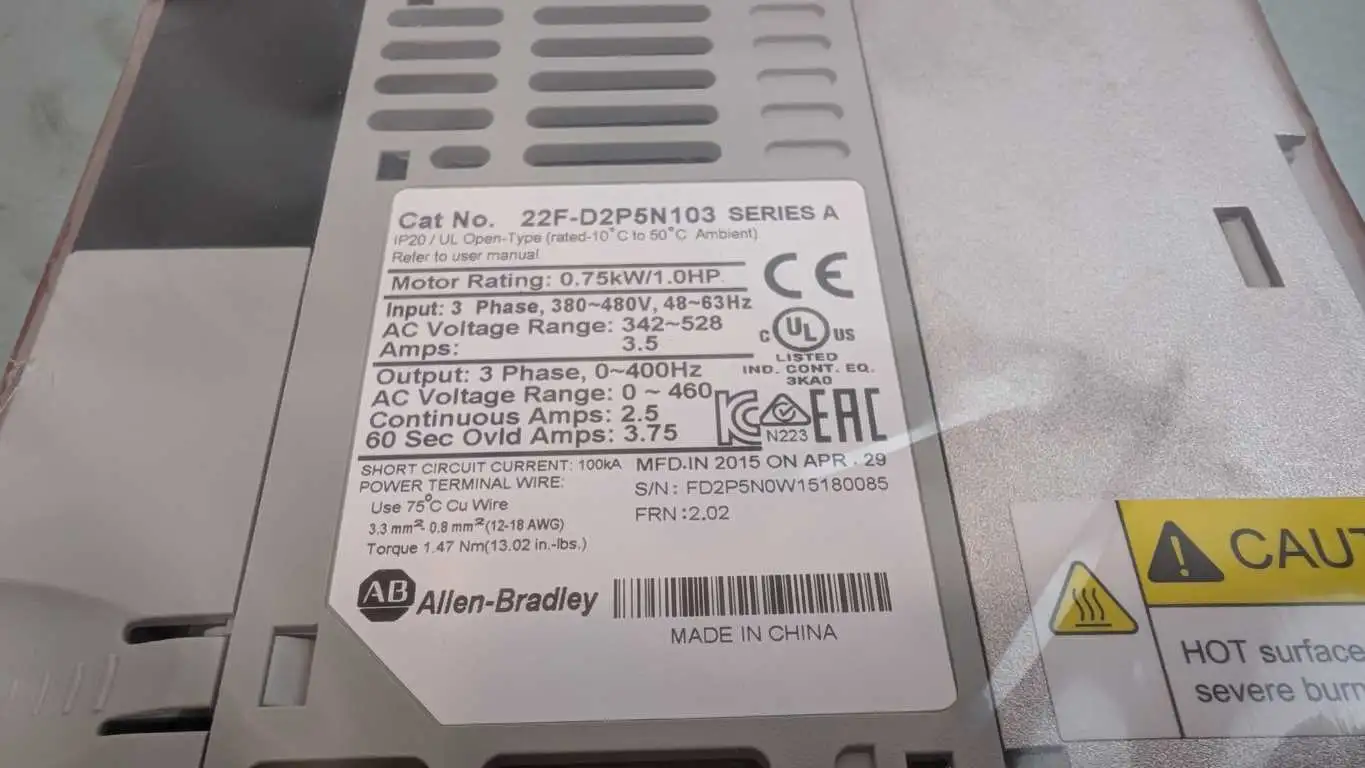 Cat No. 22F-D2P5N103 SERIES A
IP20 / UL Open-Type (rated-10°C to 50°C Ambient)
Refer to user manual
Motor Rating: 0.75kW/1.0HP
Input: 3 Phase, 380~480V, 48~63Hz
AC Voltage Range: 342~528
Amps: 3.5
CE
C UL US
LISTED
IND. CONT. EQ.
3KA0
Output: 3 Phase, 0~400Hz
AC Voltage Range: 0 ~ 460
Continuous Amps: 2.5
60 Sec Ovld Amps: 3.75
KC N223 EAC
SHORT CIRCUIT CURRENT: 100kA MFD.IN 2015 ON APR . 29
POWER TERMINAL WIRE: S/N : FD2P5N0W15180085
Use 75°C Cu Wire
FRN :2.02
3.3 mm²- 0.8 mm²(12-18 AWG)
Torque 1.47 Nm(13.02 in.-lbs.)
AB Allen-Bradley
MADE IN CHINA
CAUT
HOT surface
severe burn